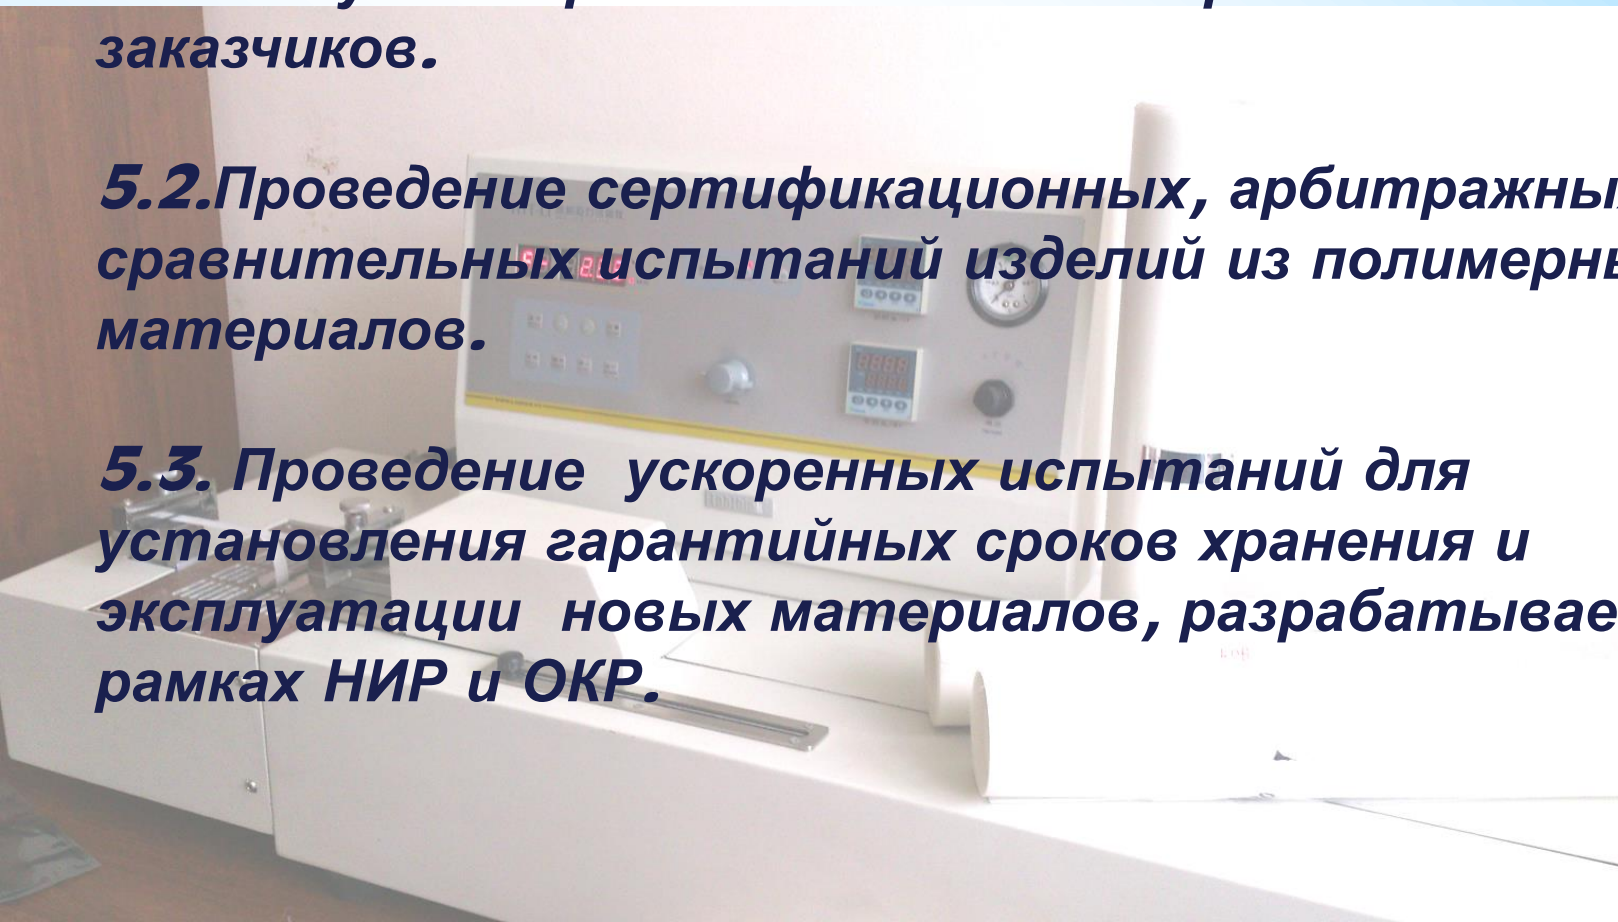 заказчиков.
5.2.Проведение сертификационных, арбитражны
сравнительных испытаний изделий из полимерн
материалов.
5.3. Проведение ускоренных испытаний для
установления гарантийных сроков хранения и
эксплуатации новых материалов, разрабатывае
рамках НИР и ОКР.